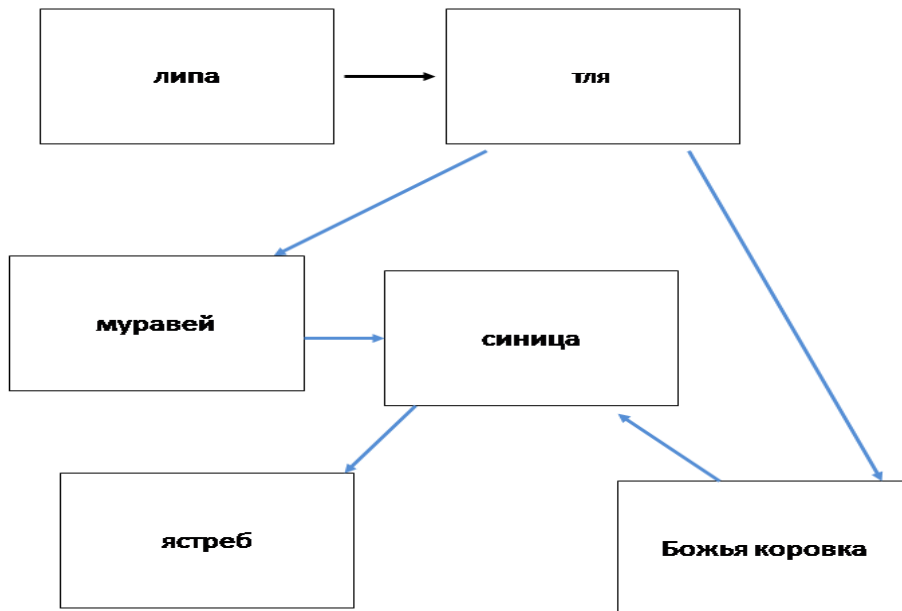 липа
тля
муравей
синица
ястреб
Божья коровка